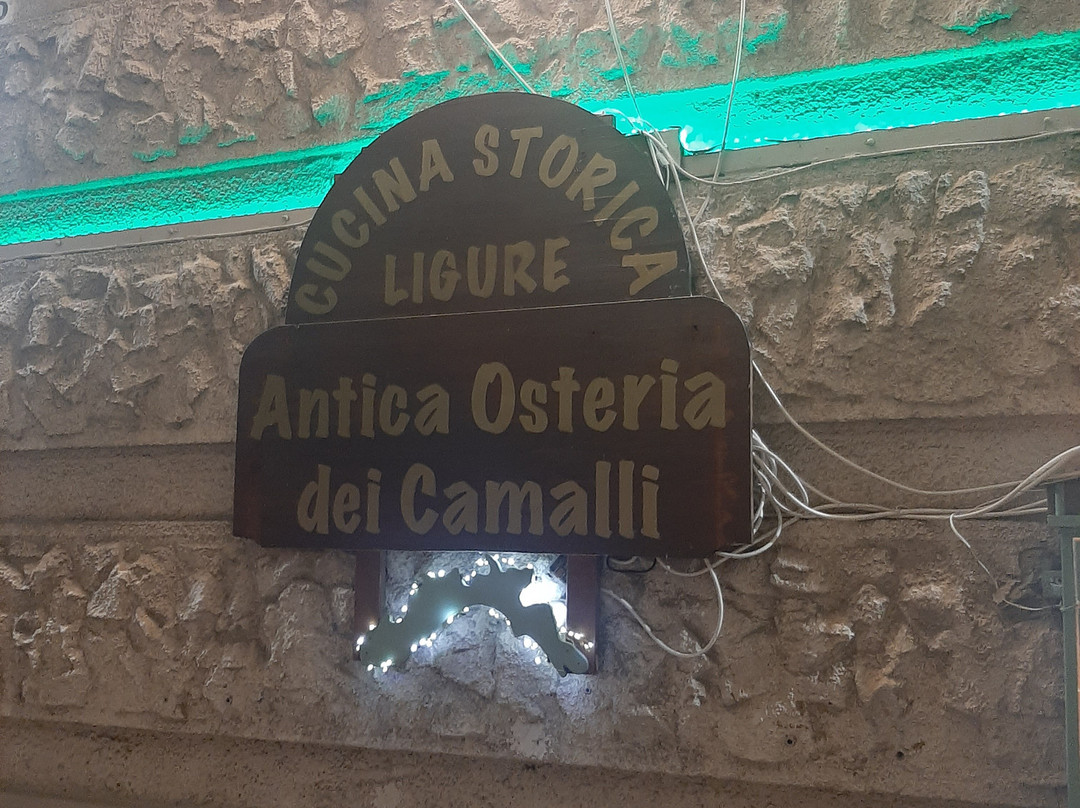 CUCINA STORICA
LIGURE
Antica Osteria
dei Camalli